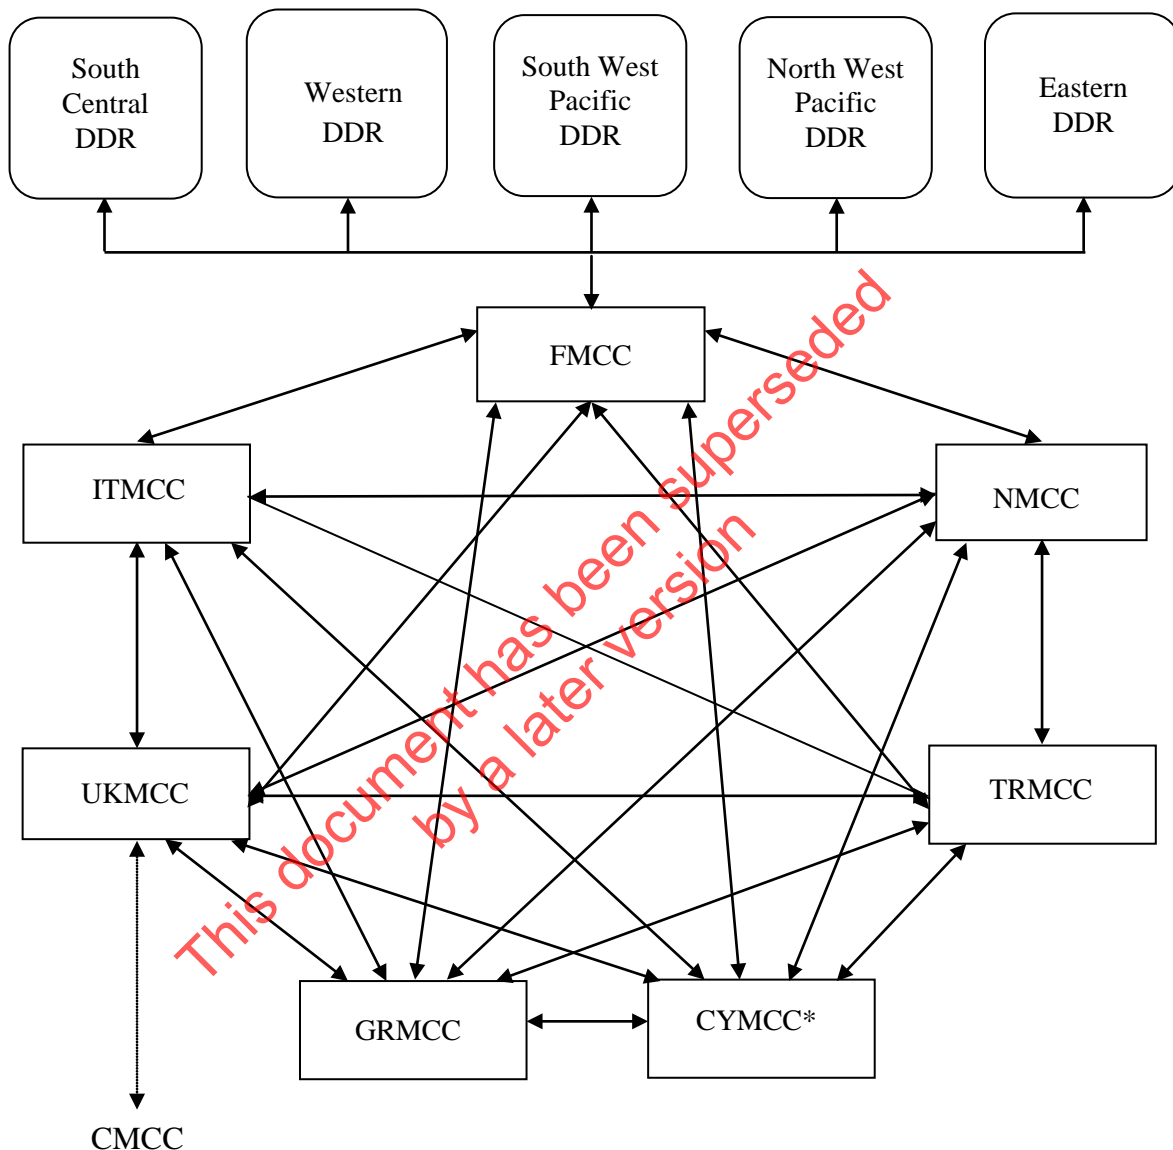 South
Central
DDR
Western
DDR
South West
Pacific
DDR
North West
Pacific
DDR
Eastern
DDR
FMCC
ITMCC
NMCC
UKMCC
TRMCC
GRMCC
CYMCC*
CMCC
This document has been superseded
by a later version